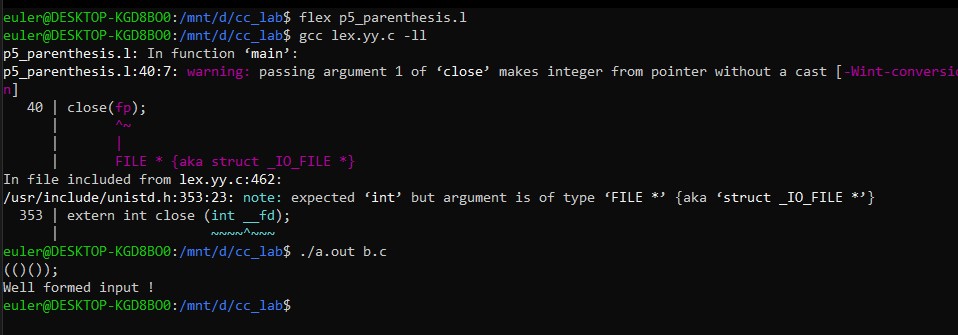 euler@DESKTOP-KGD8BO0:/mnt/d/cc_lab$ flex p5_parenthesis.l
euler@DESKTOP-KGD8BO0:/mnt/d/cc_lab$ gcc lex.yy.c -ll
p5_parenthesis.l: In function ‘main’:
p5_parenthesis.l:40:7: warning: passing argument 1 of ‘close’ makes integer from pointer without a cast [-Wint-conversio
n]
   40 | close(fp);
      |       ^~
      |       |
      |       FILE * {aka struct _IO_FILE *}
In file included from lex.yy.c:462:
/usr/include/unistd.h:353:23: note: expected ‘int’ but argument is of type ‘FILE *’ {aka ‘struct _IO_FILE *’}
  353 | extern int close (int __fd);
      |                   ~~~~^~~~
euler@DESKTOP-KGD8BO0:/mnt/d/cc_lab$ ./a.out b.c
(()());
Well formed input !
euler@DESKTOP-KGD8BO0:/mnt/d/cc_lab$